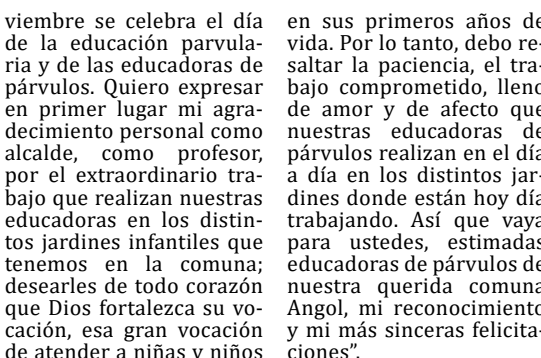 viembre se celebra el día
de la educación parvula-
ria y de las educadoras de
párvulos. Quiero expresar
en primer lugar mi agra-
decimiento personal como
alcalde, como profesor,
por el extraordinario tra-
bajo que realizan nuestras
educadoras en los distin-
tos jardines infantiles que
tenemos en la comuna;
desearles de todo corazón
que Dios fortalezca su vo-
cación, esa gran vocación
de atender a niñas y niños
en sus primeros años de
vida. Por lo tanto, debo re-
saltar la paciencia, el tra-
bajo comprometido, lleno
de amor y de afecto que
nuestras educadoras de
párvulos realizan en el día
a día en los distintos jar-
dines donde están hoy día
trabajando. Así que vaya
para ustedes, estimadas
educadoras de párvulos de
nuestra querida comuna
Angol, mi reconocimiento
y mi más sinceras felicita-
ciones”.